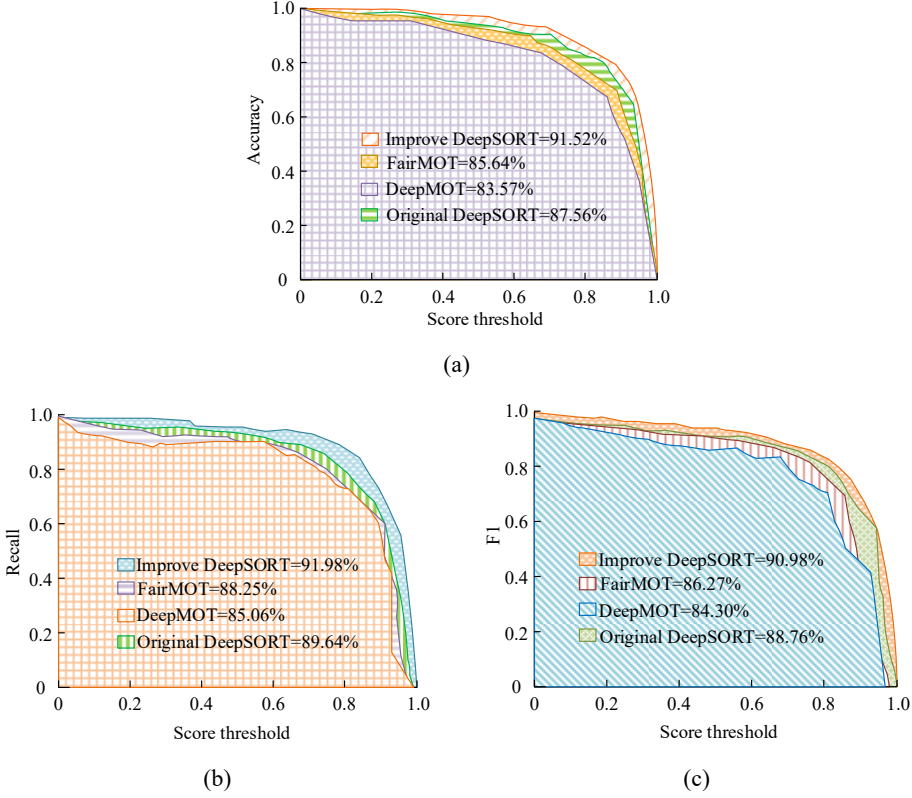 1.0
0.8
0.6
0.4
0.2
0
Accuracy
Improve DeepSORT=91.52%
FairMOT=85.64%
DeepMOT=83.57%
Original DeepSORT=87.56%
0 0.2 0.4 0.6 0.8 1.0
Score threshold
(a)
1.0
0.8
0.6
0.4
0.2
0
Recall
Improve DeepSORT=91.98%
FairMOT=88.25%
DeepMOT=85.06%
Original DeepSORT=89.64%
0 0.2 0.4 0.6 0.8 1.0
Score threshold
(b)
1.0
0.8
0.6
0.4
0.2
0
F1
Improve DeepSORT=90.98%
FairMOT=86.27%
DeepMOT=84.30%
Original DeepSORT=88.76%
0 0.2 0.4 0.6 0.8 1.0
Score threshold
(c)